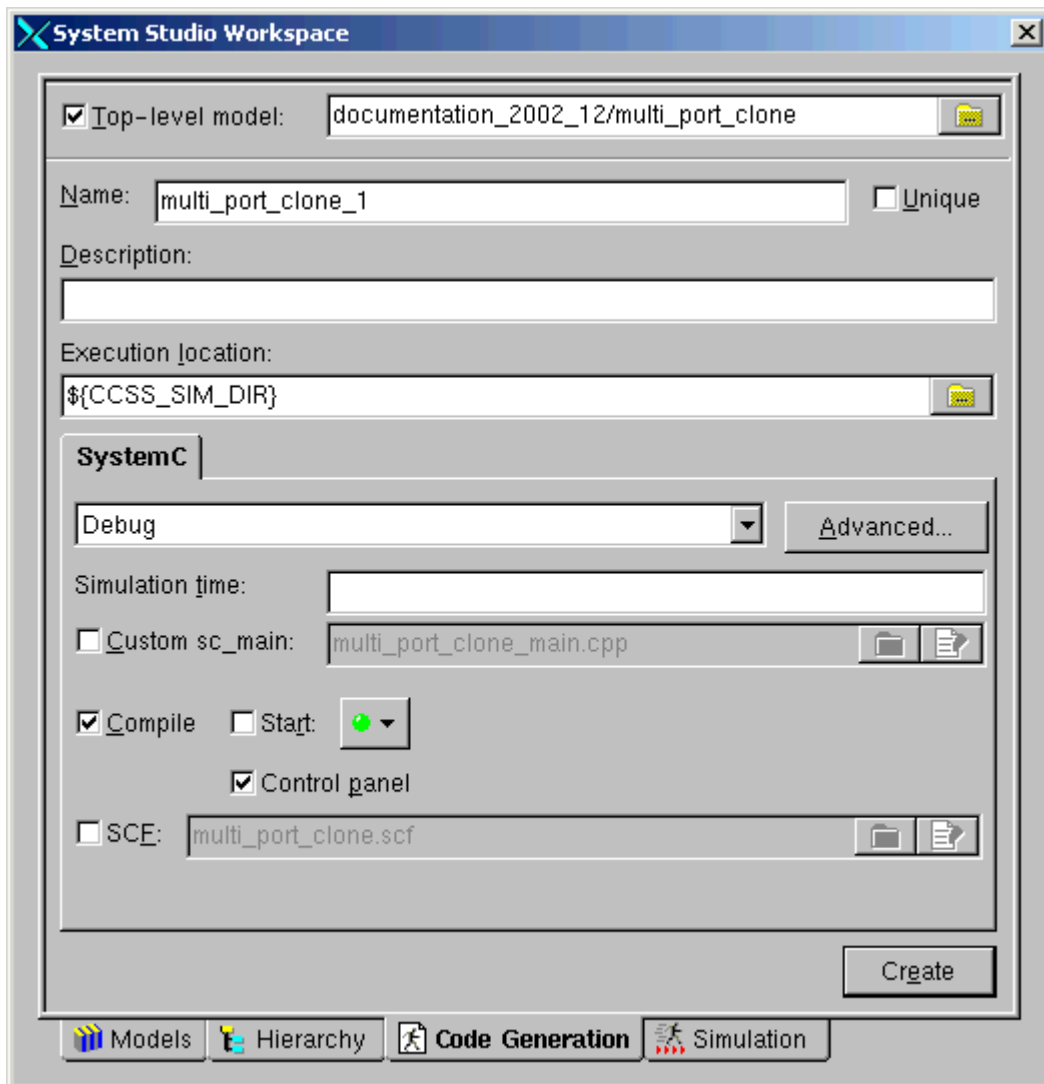 System Studio Workspace
Top-level model: documentation_2002_12/multi_port_clone
Name: multi_port_clone_1 Unique
Description:
Execution location:
${CCSS_SIM_DIR}
SystemC
Debug Advanced...
Simulation time:
Custom sc_main: multi_port_clone_main.cpp
Compile Start:
Control panel
SCF: multi_port_clone.scf
Create
Models Hierarchy Code Generation Simulation